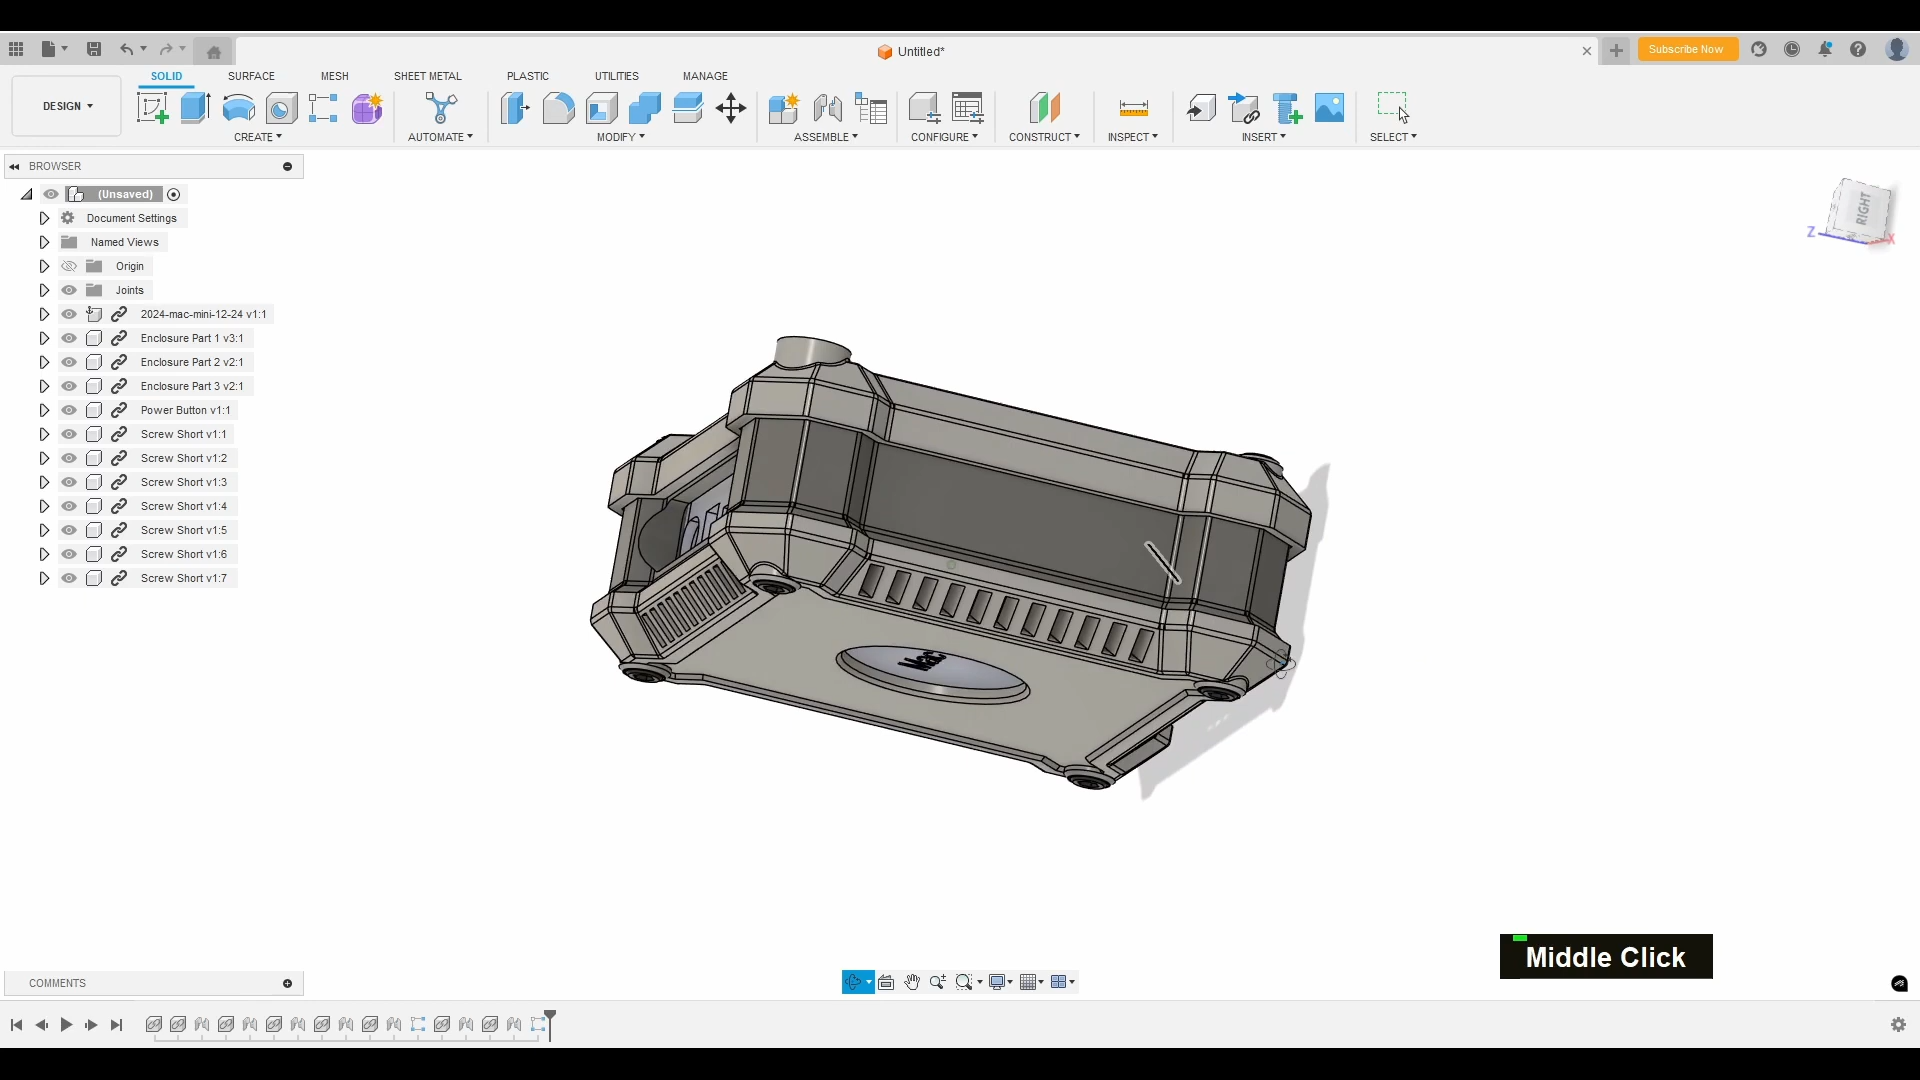 Untitled*
Subscribe Now
DESIGN
SOLID
SURFACE
MESH
SHEET METAL
PLASTIC
UTILITIES
MANAGE
CREATE
AUTOMATE
MODIFY
ASSEMBLE
CONFIGURE
CONSTRUCT
INSPECT
INSERT
SELECT
BROWSER
(Unsaved)
Document Settings
Named Views
Origin
Joints
2024-mac-mini-12-24 v1:1
Enclosure Part 1 v3:1
Enclosure Part 2 v2:1
Enclosure Part 3 v2:1
Power Button v1:1
Screw Short v1:1
Screw Short v1:2
Screw Short v1:3
Screw Short v1:4
Screw Short v1:5
Screw Short v1:6
Screw Short v1:7
RIGHT
Z
X
Mac
Middle Click
COMMENTS